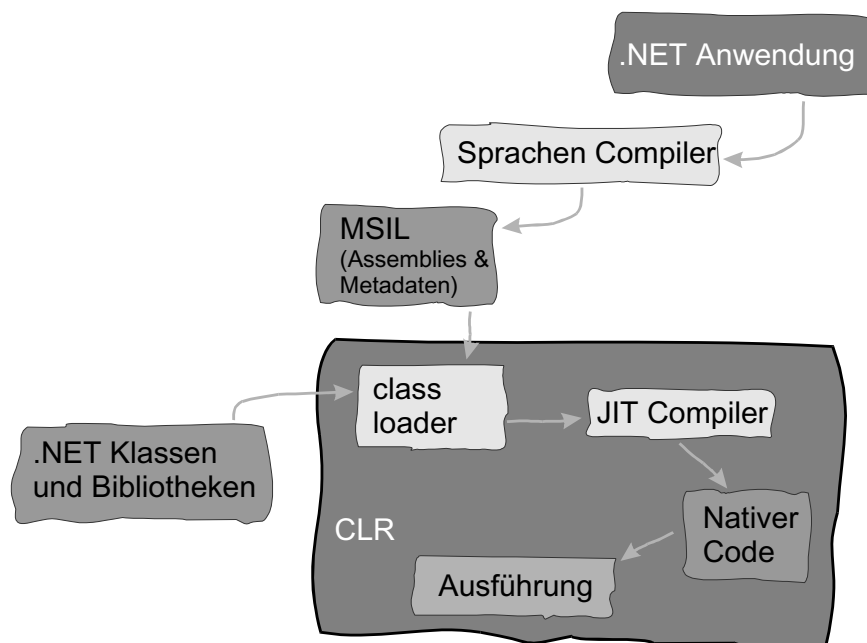 .NET Anwendung
Sprachen Compiler
MSIL
(Assemblies &
Metadaten)
class
loader
JIT Compiler
.NET Klassen
und Bibliotheken
CLR
Nativer
Code
Ausführung